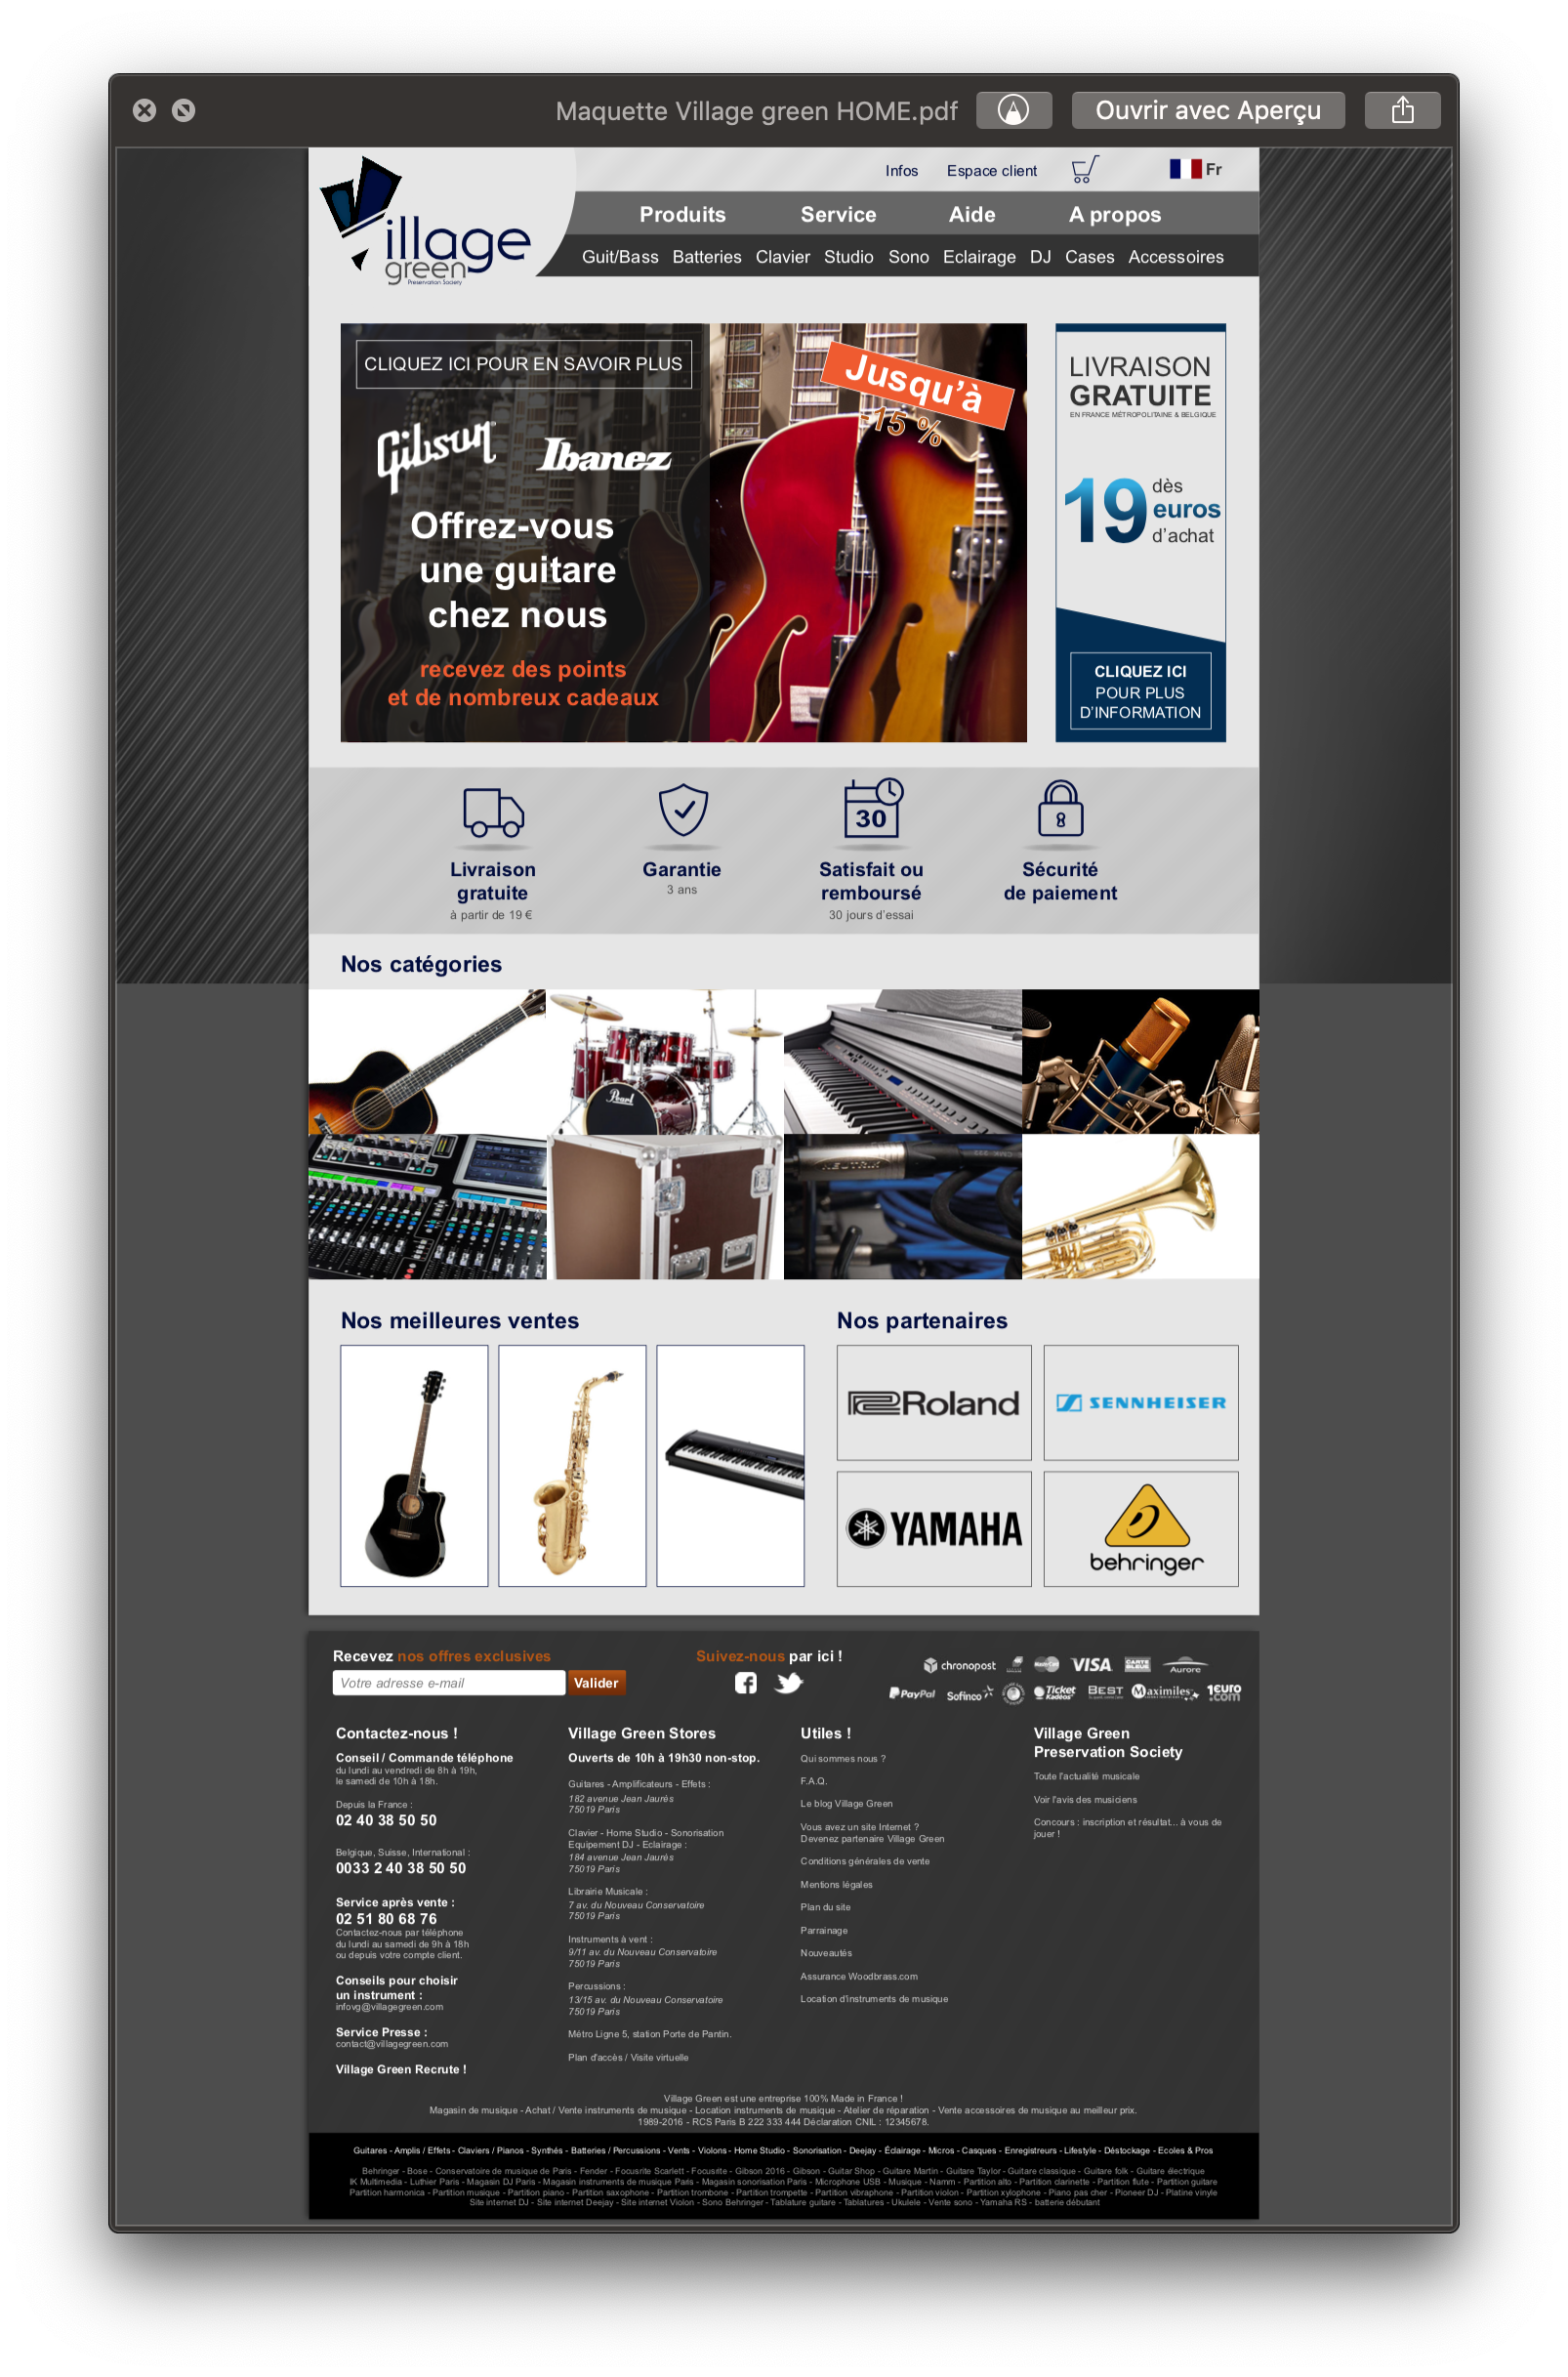 Maquette Village green HOME.pdf
Ouvrir avec Aperçu
Infos Espace client Fr
illage
green
Preservation Society
Produits Service Aide A propos
Guit/Bass Batteries Clavier Studio Sono Eclairage DJ Cases Accessoires
CLIQUEZ ICI POUR EN SAVOIR PLUS
Gibson Ibanez
Offrez-vous
une guitare
chez nous
recevez des points
et de nombreux cadeaux
Jusqu'à
-15 %
LIVRAISON
GRATUITE
EN FRANCE MÉTROPOLITAINE & BELGIQUE
19 dès
euros
d'achat
CLIQUEZ ICI
POUR PLUS
D'INFORMATION
30
Livraison
gratuite
à partir de 19 €
Garantie
3 ans
Satisfait ou
remboursé
30 jours d'essai
Sécurité
de paiement
Nos catégories
Pearl
NEUTRIK
Nos meilleures ventes
Nos partenaires
Roland
SENNHEISER
YAMAHA
behringer
Recevez nos offres exclusives
Votre adresse e-mail
Valider
Suivez-nous par ici !
chronopost MasterCard VISA CARTE BLEUE Aurore
PayPal Sofinco Ticket Kadéos BEST Maximiles 1euro.com
Contactez-nous !
Conseil / Commande téléphone
du lundi au vendredi de 8h à 19h,
le samedi de 10h à 18h.
Depuis la France :
02 40 38 50 50
Belgique, Suisse, International :
0033 2 40 38 50 50
Service après vente :
02 51 80 68 76
Contactez-nous par téléphone
du lundi au samedi de 9h à 18h
ou depuis votre compte client.
Conseils pour choisir
un instrument :
infovg@villagegreen.com
Service Presse :
contact@villagegreen.com
Village Green Recrute !
Village Green Stores
Ouverts de 10h à 19h30 non-stop.
Guitares - Amplificateurs - Effets :
182 avenue Jean Jaurés
75019 Paris
Clavier - Home Studio - Sonorisation
Equipement DJ - Eclairage :
184 avenue Jean Jaurés
75019 Paris
Librairie Musicale :
7 av. du Nouveau Conservatoire
75019 Paris
Instruments à vent :
9/11 av. du Nouveau Conservatoire
75019 Paris
Percussions :
13/15 av. du Nouveau Conservatoire
75019 Paris
Métro Ligne 5, station Porte de Pantin.
Plan d'accès / Visite virtuelle
Utiles !
Qui sommes nous ?
F.A.Q.
Le blog Village Green
Vous avez un site Internet ?
Devenez partenaire Village Green
Conditions générales de vente
Mentions légales
Plan du site
Parrainage
Nouveautés
Assurance Woodbrass.com
Location d'instruments de musique
Village Green
Preservation Society
Toute l'actualité musicale
Voir l'avis des musiciens
Concours : inscription et résultat... à vous de
jouer !
Village Green est une entreprise 100% Made in France !
Magasin de musique - Achat / Vente instruments de musique - Location instruments de musique - Atelier de réparation - Vente accessoires de musique au meilleur prix.
1989-2016 - RCS Paris B 222 333 444 Déclaration CNIL : 12345678.
Guitares - Amplis / Effets - Claviers / Pianos - Synthés - Batteries / Percussions - Vents - Violons - Home Studio - Sonorisation - Deejay - Éclairage - Micros - Casques - Enregistreurs - Lifestyle - Déstockage - Ecoles & Pros
Behringer - Bose - Conservatoire de musique de Paris - Fender - Focusrite Scarlett - Focusrite - Gibson 2016 - Gibson - Guitar Shop - Guitare Martin - Guitare Taylor - Guitare classique - Guitare folk - Guitare électrique
IK Multimedia - Luthier Paris - Magasin DJ Paris - Magasin instruments de musique Paris - Magasin sonorisation Paris - Microphone USB - Musique - Namm - Partition alto - Partition clarinette - Partition flute - Partition guitare
Partition harmonica - Partition musique - Partition piano - Partition saxophone - Partition trombone - Partition trompette - Partition vibraphone - Partition violon - Partition xylophone - Piano pas cher - Pioneer DJ - Platine vinyle
Site internet DJ - Site internet Deejay - Site internet Violon - Sono Behringer - Tablature guitare - Tablatures - Ukulele - Vente sono - Yamaha RS - batterie débutant